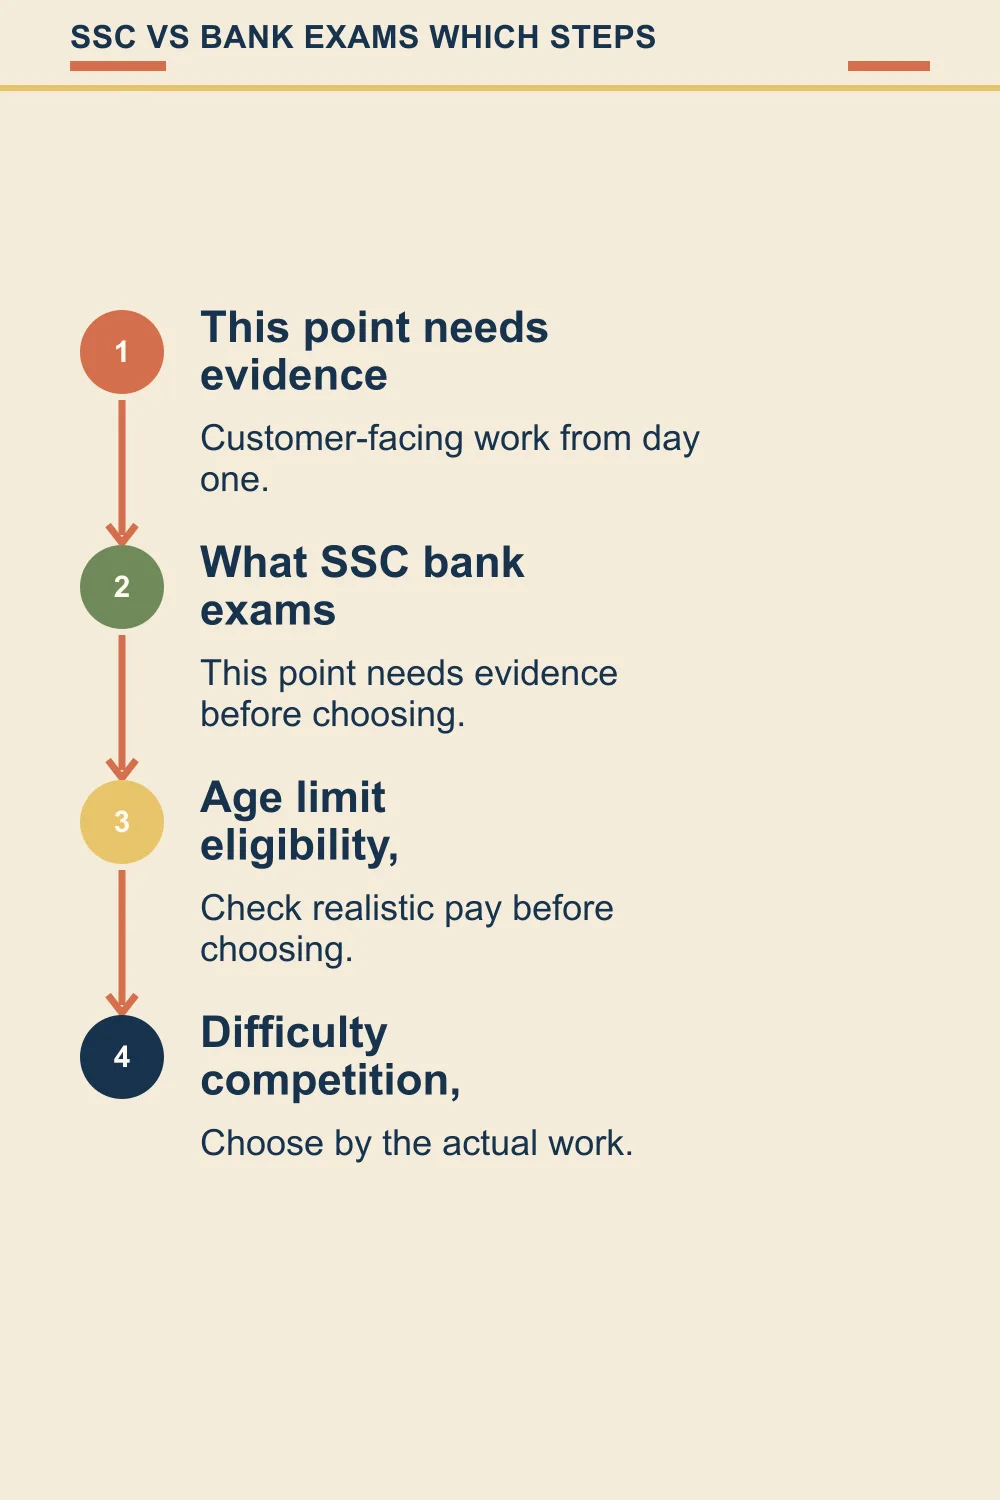 SSC VS BANK EXAMS WHICH STEPS
1
This point needs
evidence
Customer-facing work from day
one.
2
What SSC bank
exams
This point needs evidence
before choosing.
3
Age limit
eligibility,
Check realistic pay before
choosing.
4
Difficulty
competition,
Choose by the actual work.